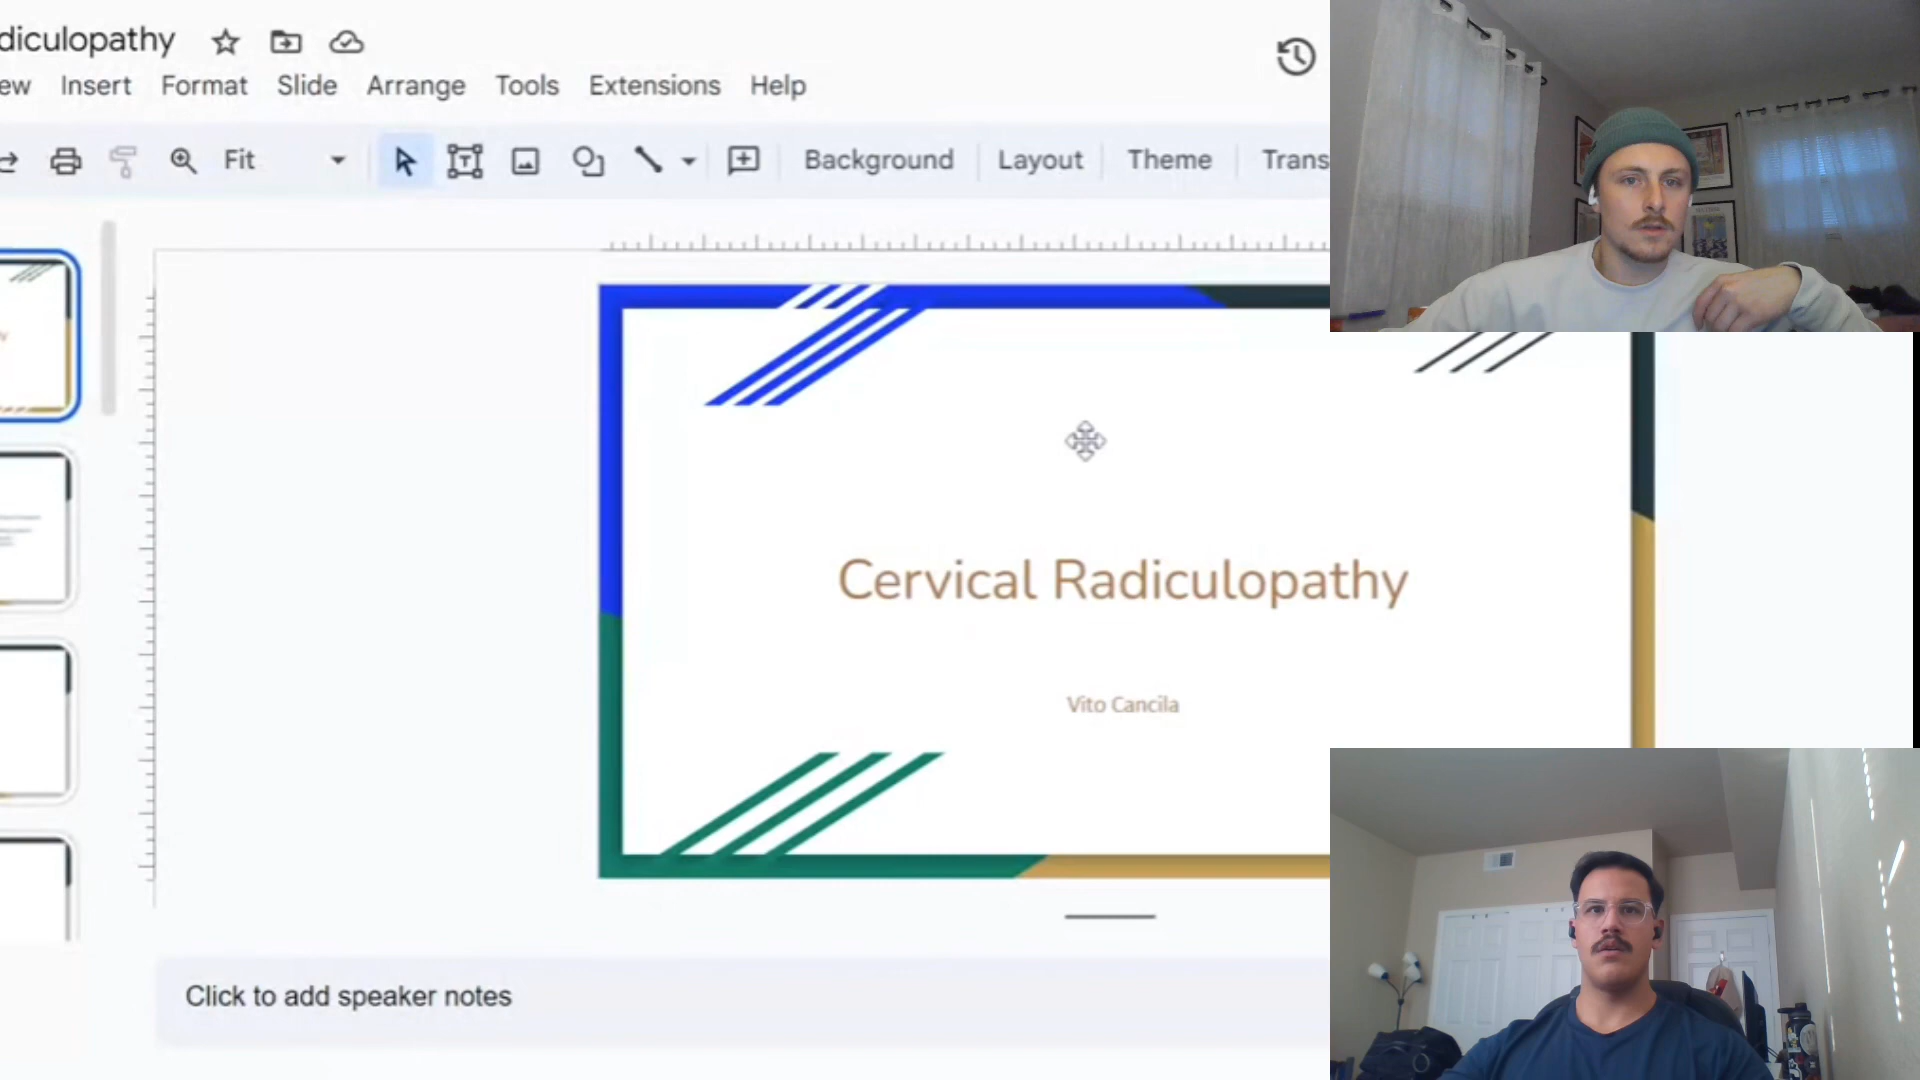 diculopathy
ew Insert Format Slide Arrange Tools Extensions Help
Fit Background Layout Theme Trans
Cervical Radiculopathy
Vito Cancila
Click to add speaker notes